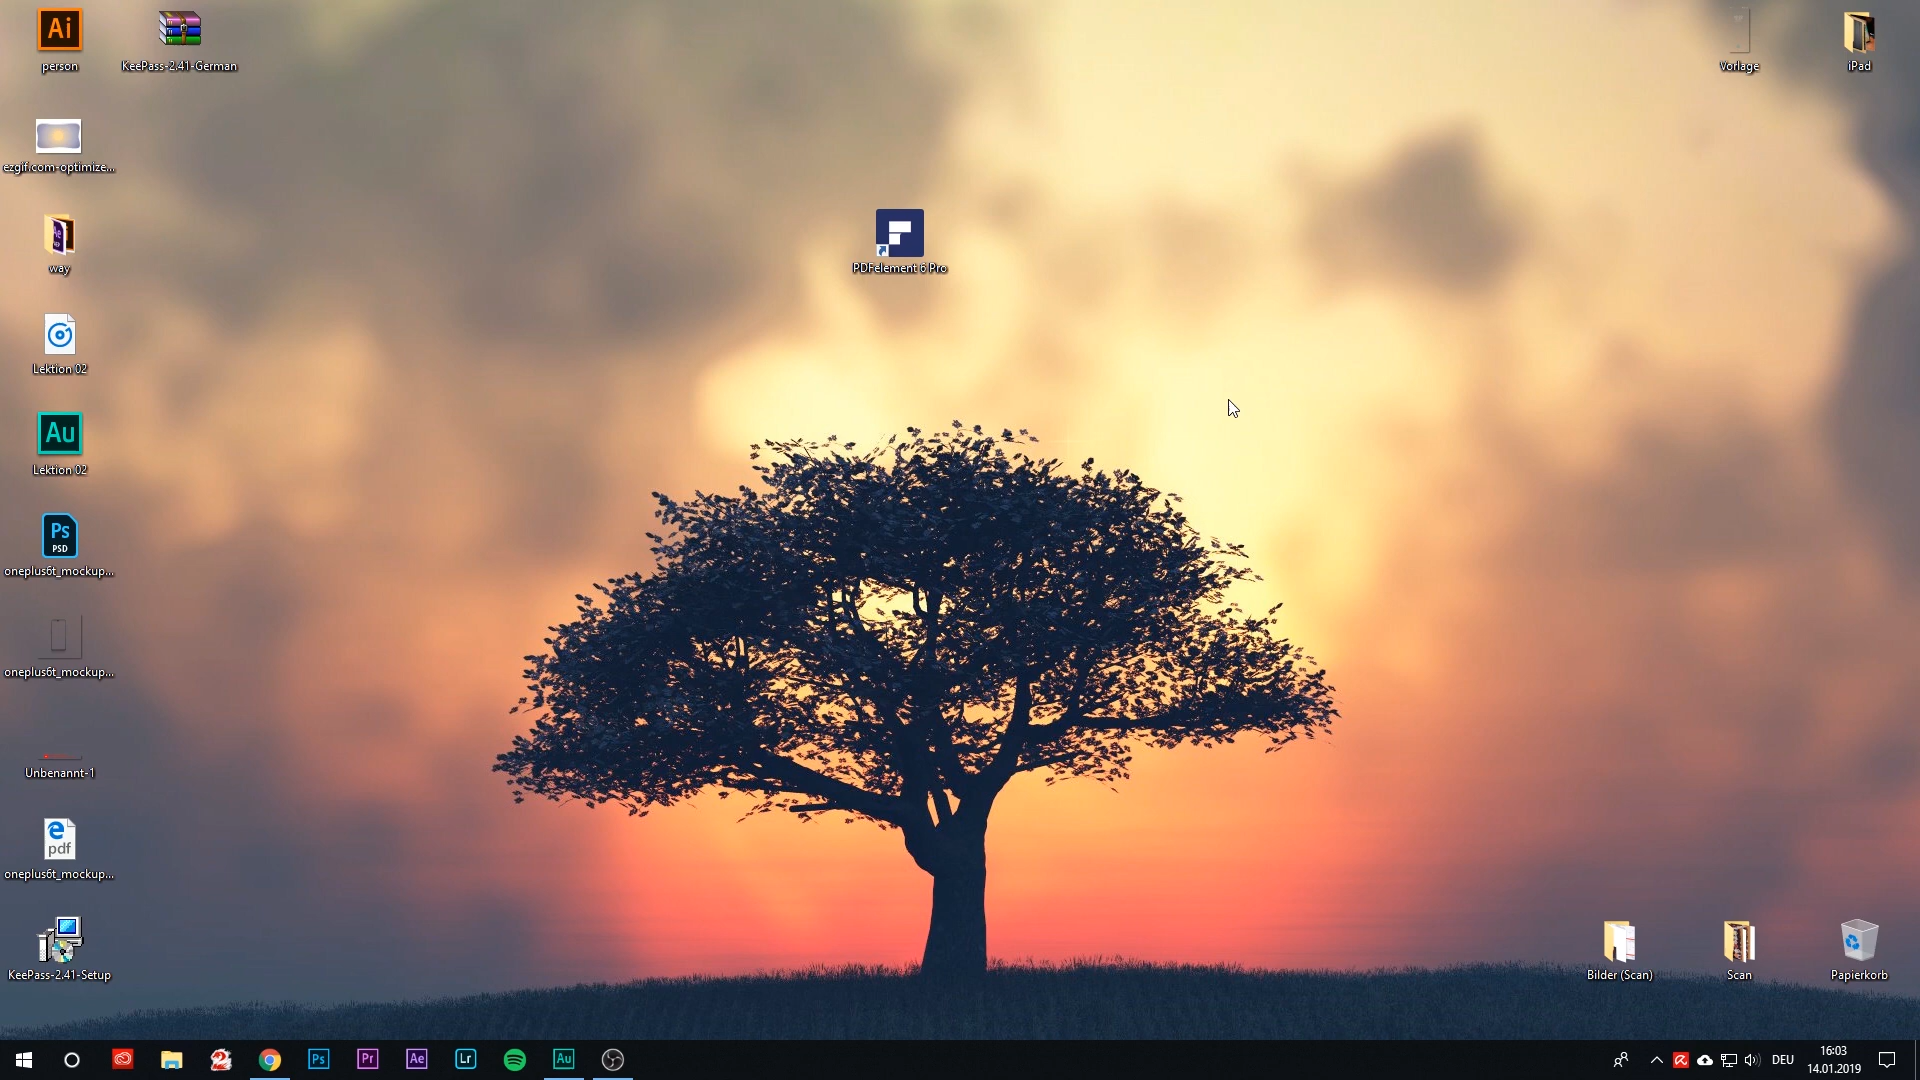 Ai
person
KeePass-2.41-German
Vorlage
iPad
ezgif.com-optimize...
PDFelement 6 Pro
Ae
way
Lektion 02
Au
Lektion 02
Ps
PSD
oneplus6t_mockup...
oneplus6t_mockup...
Unbenannt-1
pdf
oneplus6t_mockup...
KeePass-2.41-Setup
Bilder (Scan)
Scan
Papierkorb
Ps
Pr
Ae
Lr
Au
DEU
16:03
14.01.2019